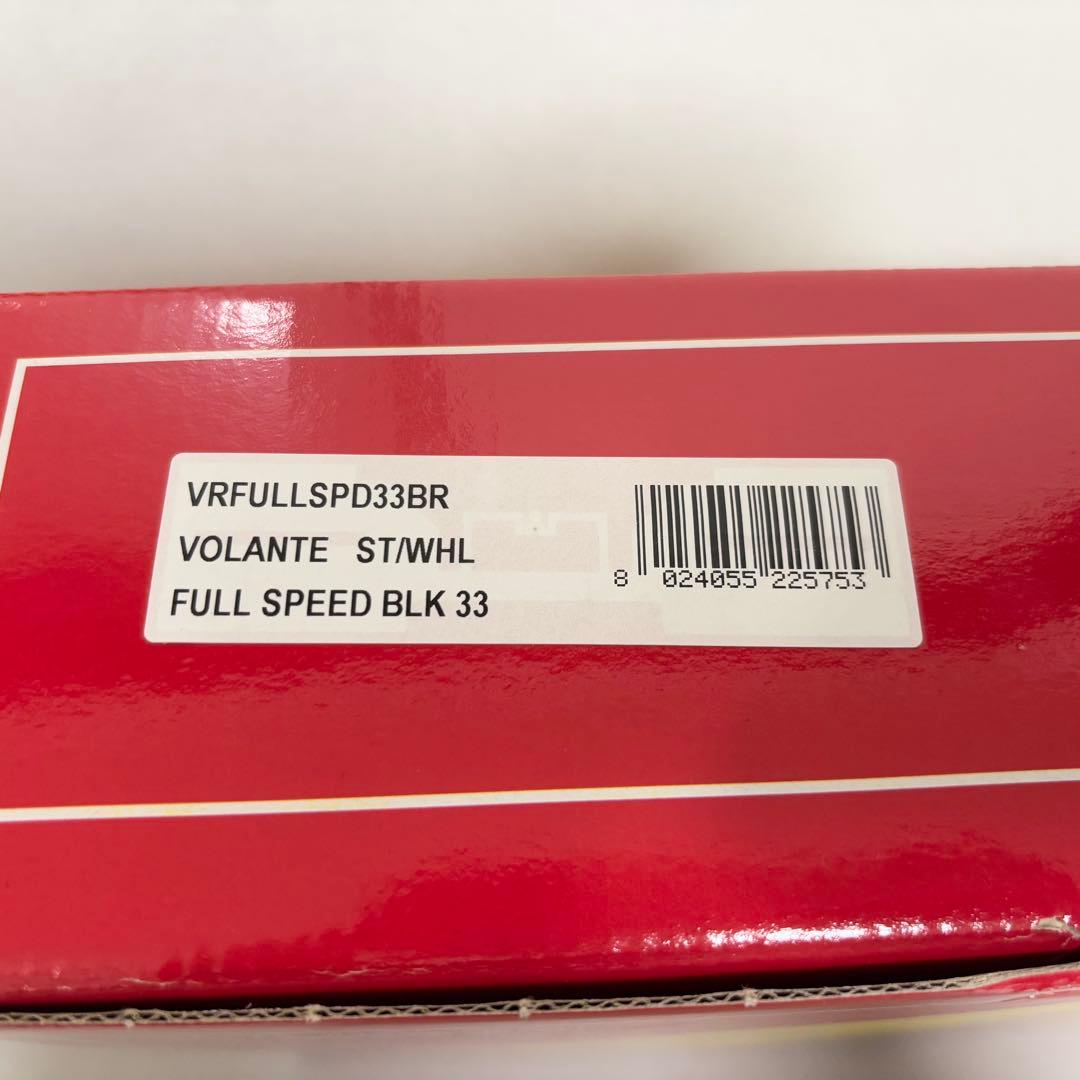 VRFULLSPD33BR
VOLANTE ST/WHL
FULL SPEED BLK 33
8 024055 225753